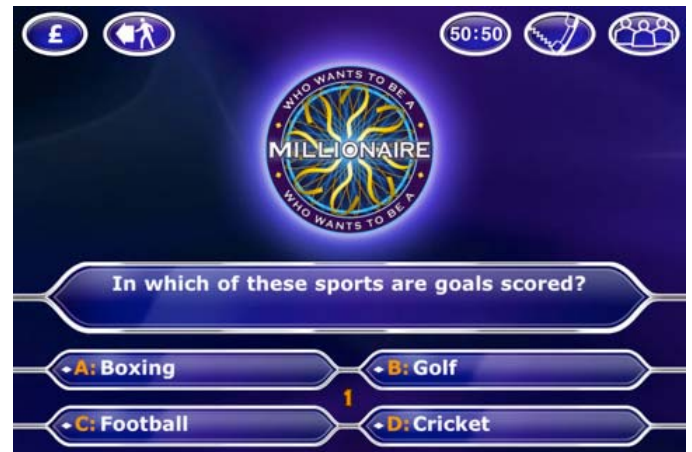 £
50:50
WHO WANTS TO BE A
MILLIONAIRE
WHO WANTS TO BE A
In which of these sports are goals scored?
A: Boxing
B: Golf
1
C: Football
D: Cricket